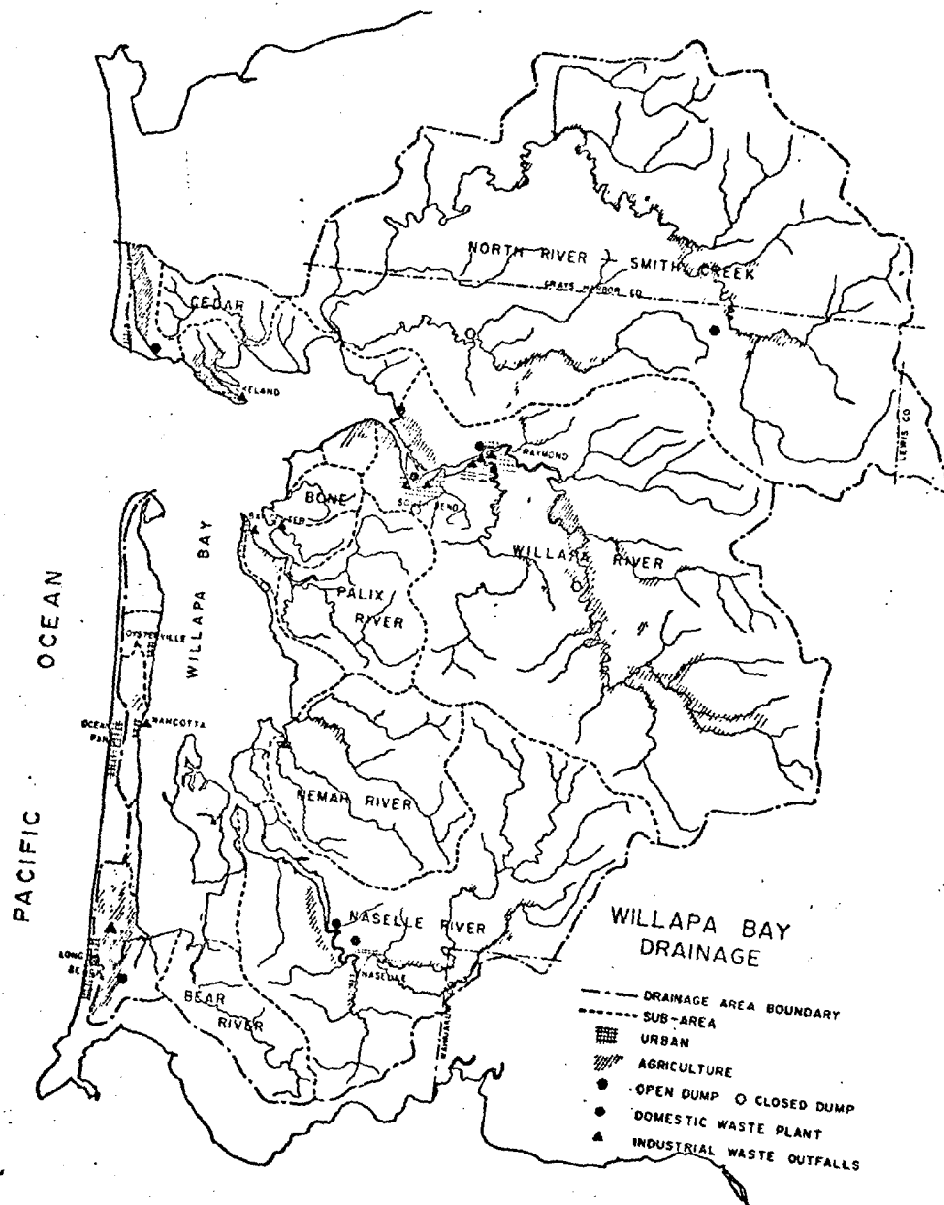 NORTH RIVER - SMITH CREEK
GRAYS HARBOR CO
CEDAR
LEWIS CO
RAYMOND
BONE
WILLAPA RIVER
PALIX
RIVER
WILLAPA BAY
PACIFIC OCEAN
OYSTERVILLE
NAHCOTTA
OCEAN
NEMAH RIVER
NASELLE RIVER
NASELLE
LONG
BEAR
RIVER
WILLAPA BAY
DRAINAGE
DRAINAGE AREA BOUNDARY
SUB-AREA
URBAN
AGRICULTURE
OPEN DUMP O CLOSED DUMP
DOMESTIC WASTE PLANT
INDUSTRIAL WASTE OUTFALLS